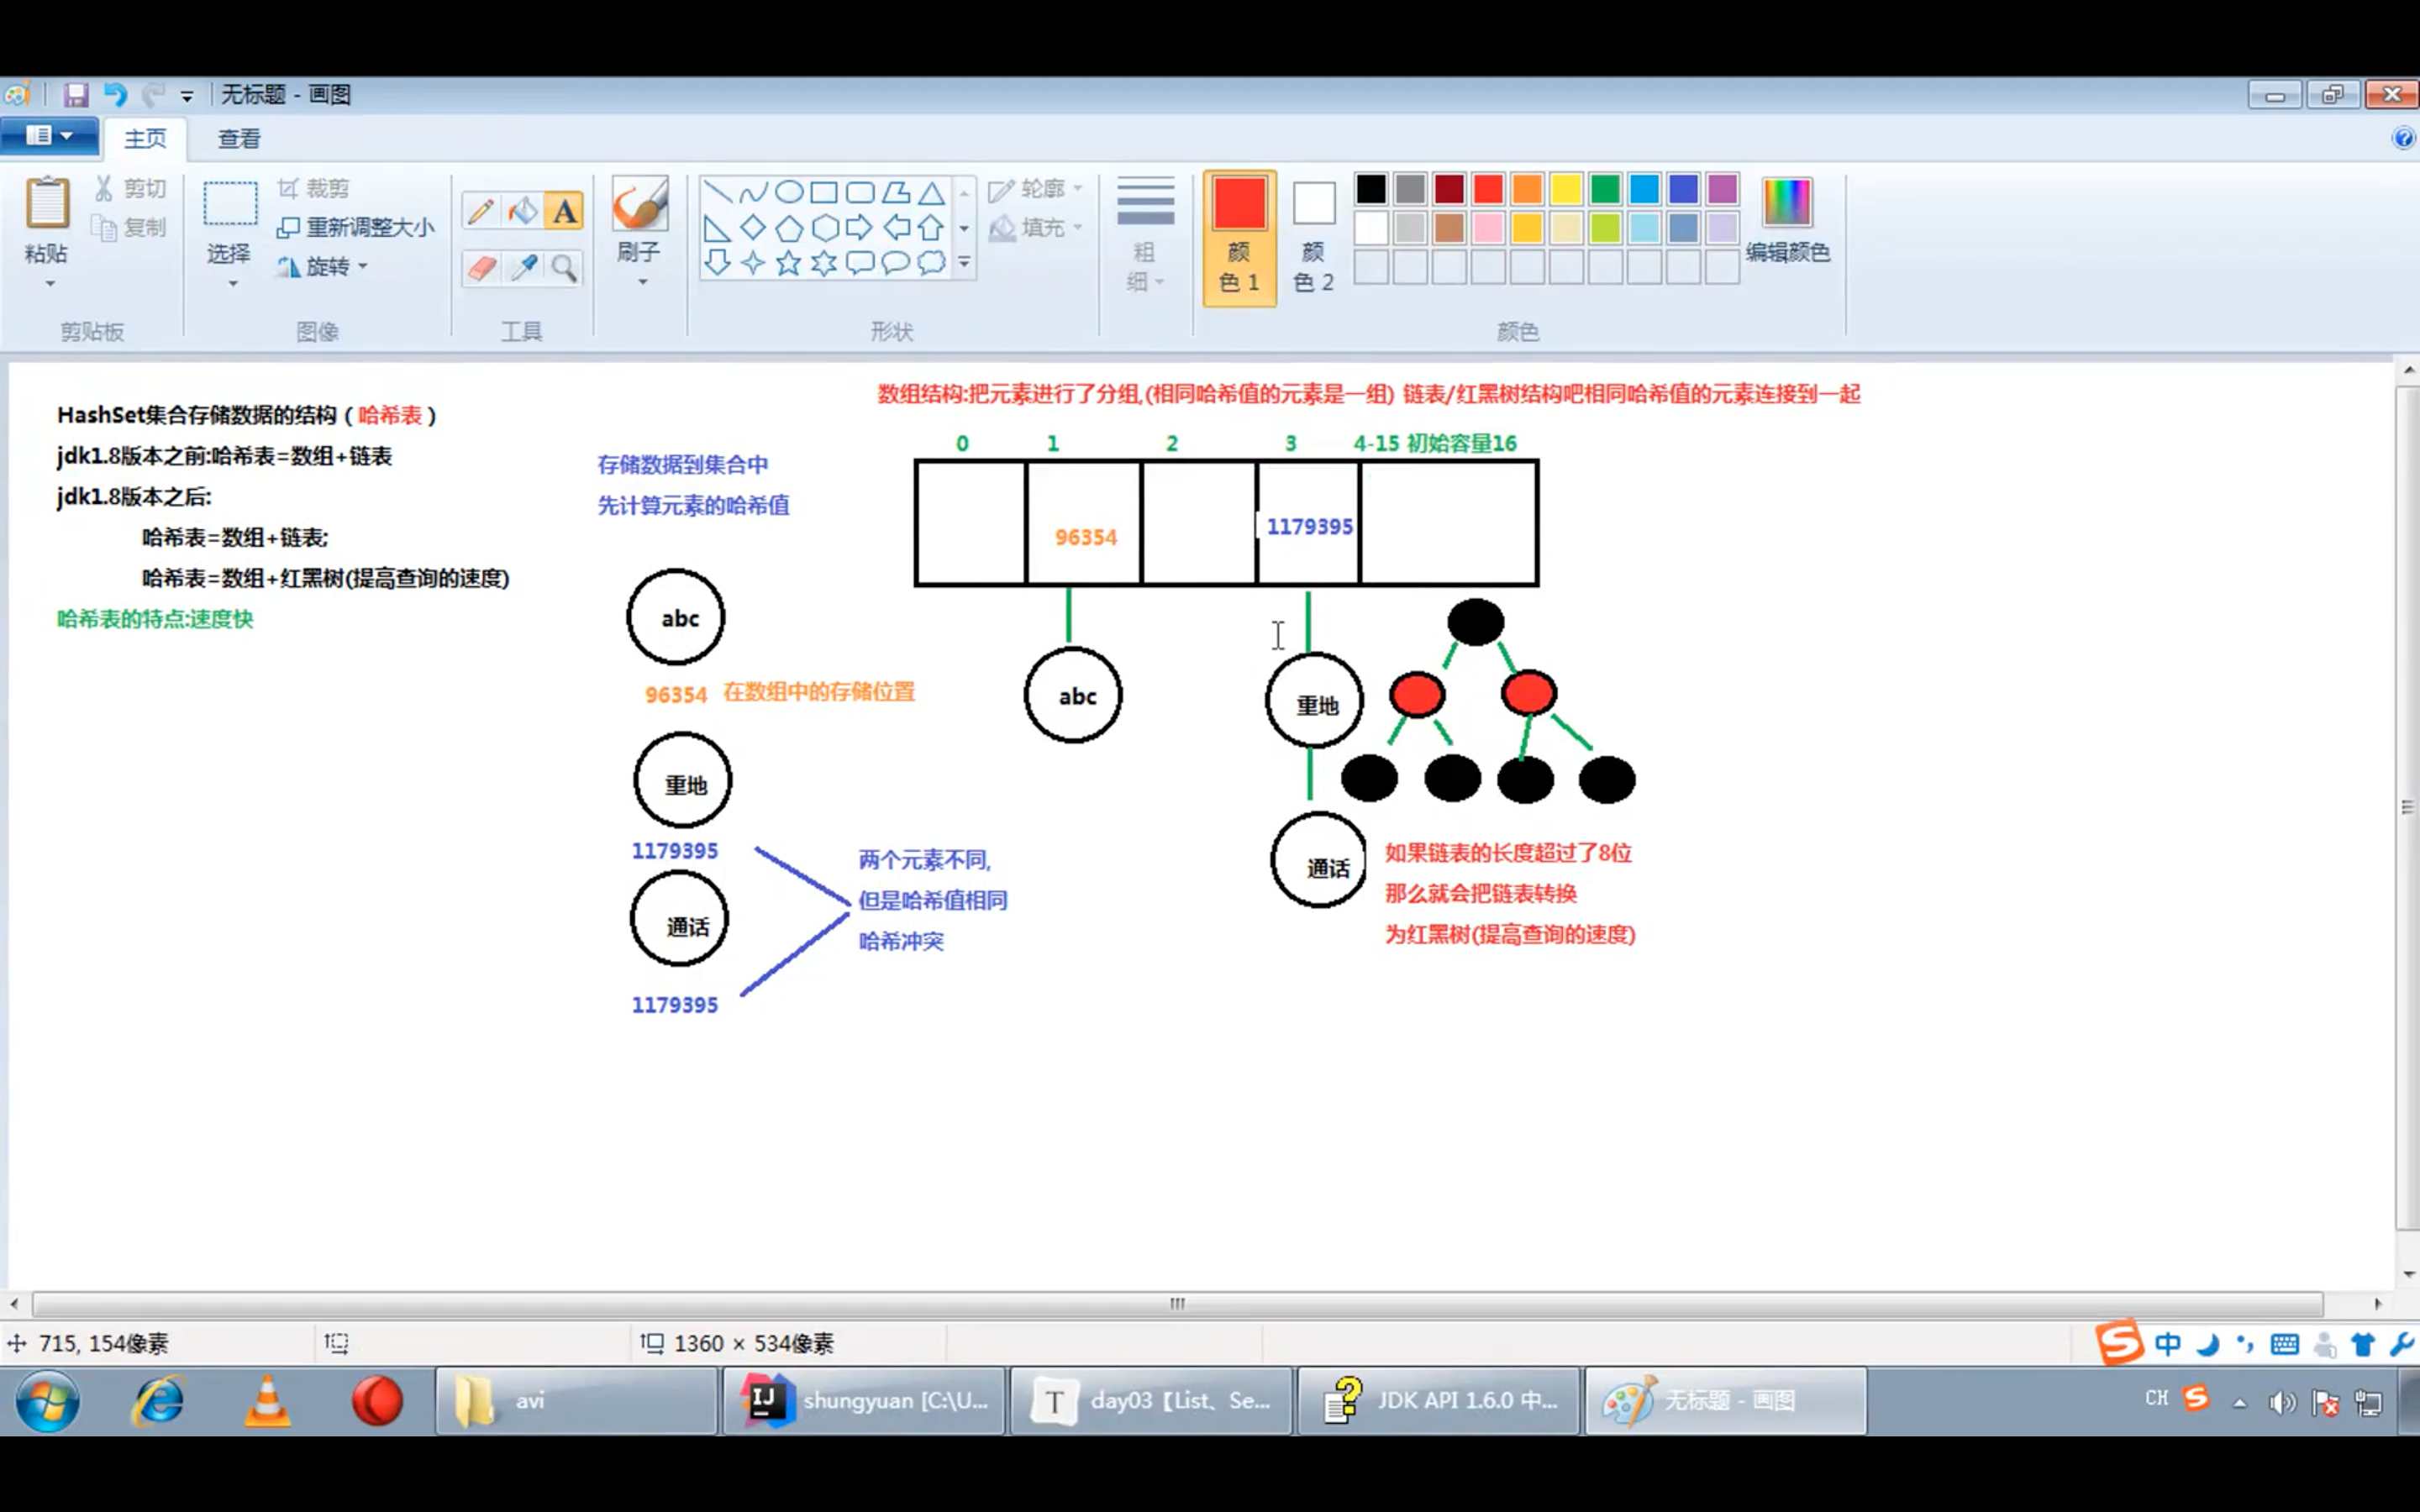 无标题 - 画图
主页
查看
粘贴
剪切
复制
剪贴板
选择
裁剪
重新调整大小
旋转
图像
A
工具
刷子
轮廓
填充
形状
粗
细
颜
色 1
颜
色 2
编辑颜色
颜色
HashSet集合存储数据的结构（哈希表）
jdk1.8版本之前:哈希表=数组+链表
jdk1.8版本之后:
哈希表=数组+链表;
哈希表=数组+红黑树(提高查询的速度)
哈希表的特点:速度快
存储数据到集合中
先计算元素的哈希值
abc
96354 在数组中的存储位置
重地
1179395
通话
1179395
两个元素不同,
但是哈希值相同
哈希冲突
数组结构:把元素进行了分组,(相同哈希值的元素是一组) 链表/红黑树结构吧相同哈希值的元素连接到一起
0 1 2 3 4-15 初始容量16
96354
1179395
abc
重地
通话
如果链表的长度超过了8位
那么就会把链表转换
为红黑树(提高查询的速度)
715, 154像素
1360 × 534像素
中
avi
IJ
shungyuan [C:\U...
T
day03【List、Se...
JDK API 1.6.0 中...
无标题 - 画图
CH